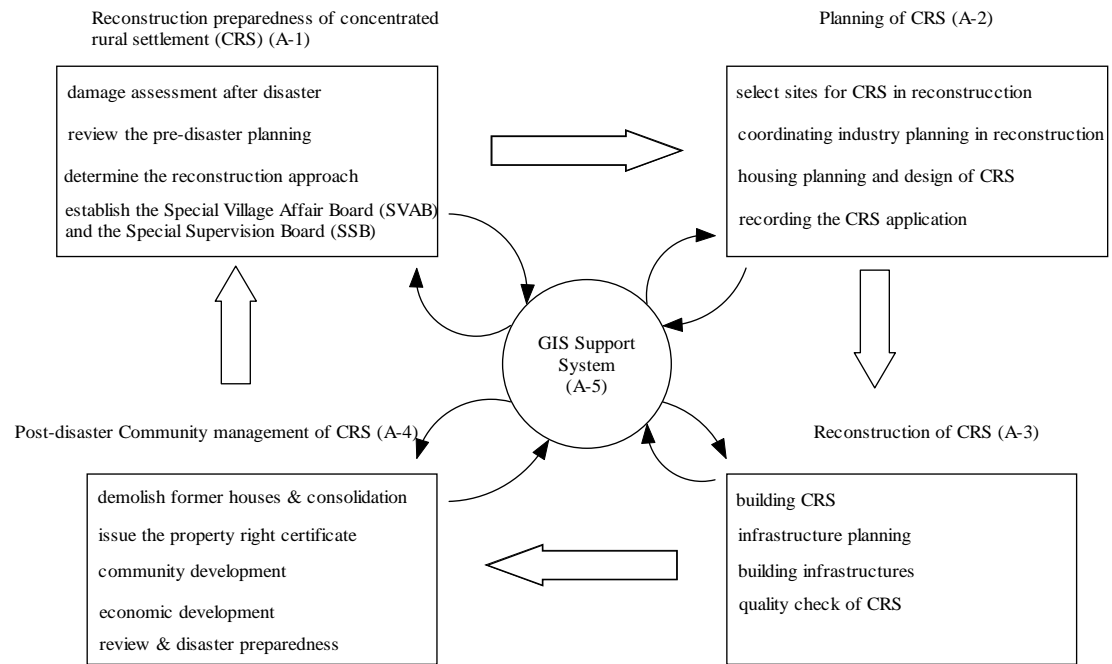 Reconstruction preparedness of concentrated
rural settlement (CRS) (A-1)
damage assessment after disaster
review the pre-disaster planning
determine the reconstruction approach
establish the Special Village Affair Board (SVAB)
and the Special Supervision Board (SSB)
Planning of CRS (A-2)
select sites for CRS in reconstrucction
coordinating industry planning in reconstruction
housing planning and design of CRS
recording the CRS application
GIS Support
System
(A-5)
Post-disaster Community management of CRS (A-4)
demolish former houses & consolidation
issue the property right certificate
community development
economic development
review & disaster preparedness
Reconstruction of CRS (A-3)
building CRS
infrastructure planning
building infrastructures
quality check of CRS